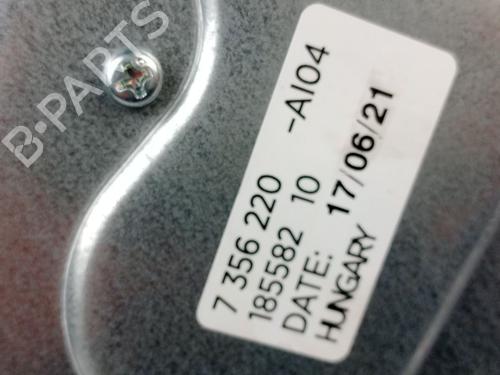 7 356 220 -AI04
185582 10
DATE: 17/06/21
HUNGARY
B-PARTS